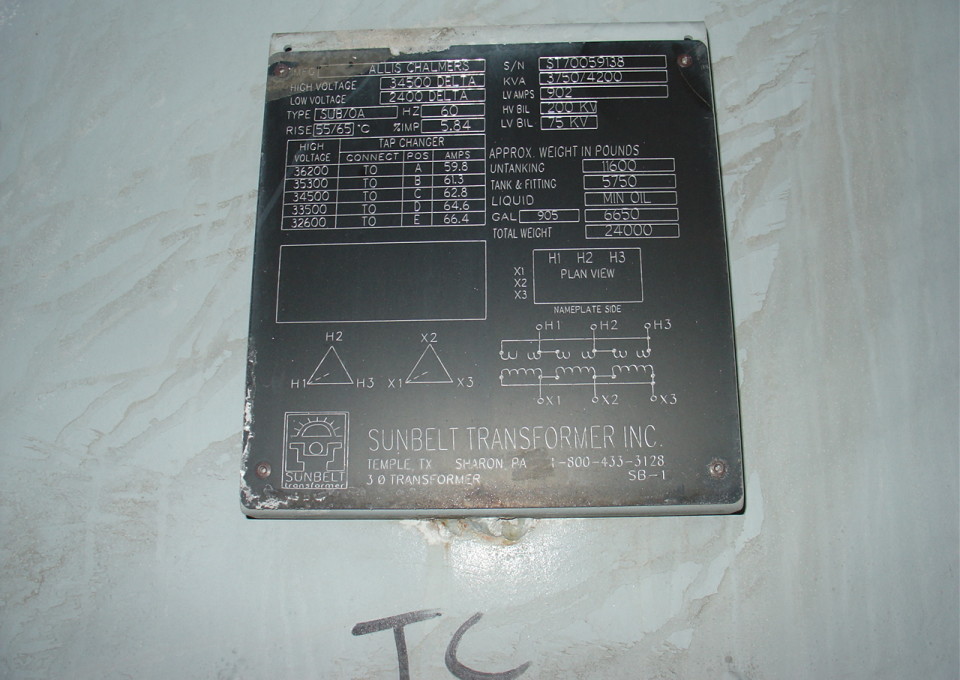 ALLIS CHALMERS
HIGH VOLTAGE 34500 DELTA
LOW VOLTAGE 2400 DELTA
TYPE SUB/OA HZ 60
RISE 55/65 °C %IMP 5.84
HIGH VOLTAGE TAP CHANGER
CONNECT POS AMPS
36200 TO A 59.8
35300 TO B 61.3
34500 TO C 62.8
33500 TO D 64.6
32600 TO E 66.4
S/N ST70059138
KVA 3750/4200
LV AMPS 902
HV BIL 200 KV
LV BIL 75 KV
APPROX. WEIGHT IN POUNDS
UNTANKING 11600
TANK & FITTING 5750
LIQUID MIN OIL
GAL 905 6650
TOTAL WEIGHT 24000
H1 H2 H3
X1 PLAN VIEW
X2
X3
NAMEPLATE SIDE
H2
H1 H3
X2
X1 X3
H1 H2 H3
X1 X2 X3
SUNBELT
transformer
SUNBELT TRANSFORMER INC.
TEMPLE, TX SHARON, PA 1-800-433-3128
3 Ø TRANSFORMER SB-1
TC